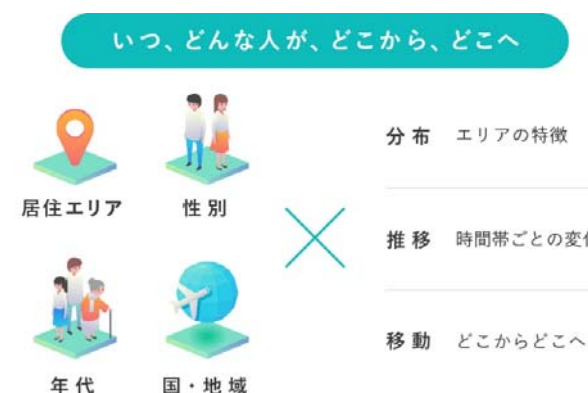 いつ、どんな人が、どこから、どこへ
居住エリア
性別
年代
国・地域
分布 エリアの特徴
推移 時間帯ごとの変
移動 どこからどこへ